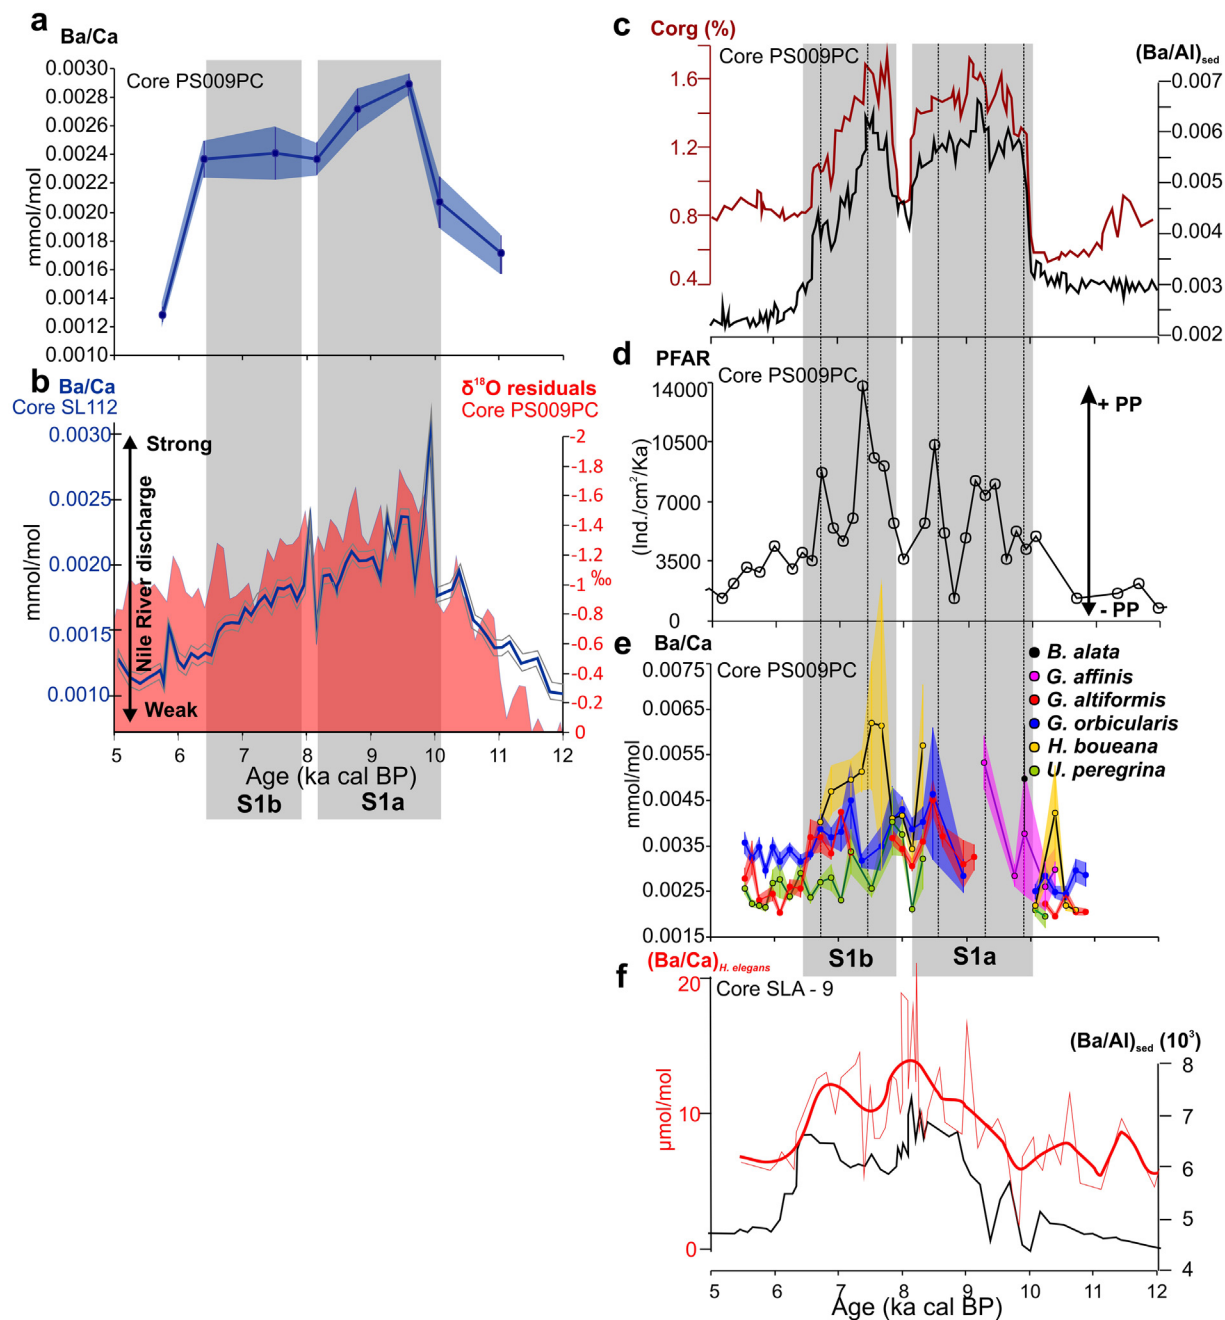 a
Ba/Ca
Core PS009PC
0.0030
0.0028
0.0026
0.0024
0.0022
0.0020
0.0018
0.0016
0.0014
0.0012
0.0010
mmol/mol
6
7
8
9
10
11
12
b
Ba/Ca
Core SL112
δ18O residuals
Core PS009PC
0.0030
0.0025
0.0020
0.0015
0.0010
mmol/mol
Strong
Nile River discharge
Weak
-2
-1.8
-1.6
-1.4
-1.2
-1
-0.8
-0.6
-0.4
-0.2
0
‰
5
6
7
8
9
10
11
12
Age (ka cal BP)
S1b
S1a
c
Corg (%)
Core PS009PC
(Ba/Al)sed
1.6
1.2
0.8
0.4
0.007
0.006
0.005
0.004
0.003
0.002
d
PFAR
Core PS009PC
14000
10500
7000
3500
0
(Ind./cm2/Ka)
+ PP
- PP
e
Ba/Ca
Core PS009PC
0.0075
0.0065
0.0055
0.0045
0.0035
0.0025
0.0015
mmol/mol
B. alata
G. affinis
G. altiformis
G. orbicularis
H. boueana
U. peregrina
S1b
S1a
f
(Ba/Ca)H. elegans
Core SLA - 9
(Ba/Al)sed (103)
20
10
0
µmol/mol
8
7
6
5
4
5
6
7
8
9
10
11
12
Age (ka cal BP)